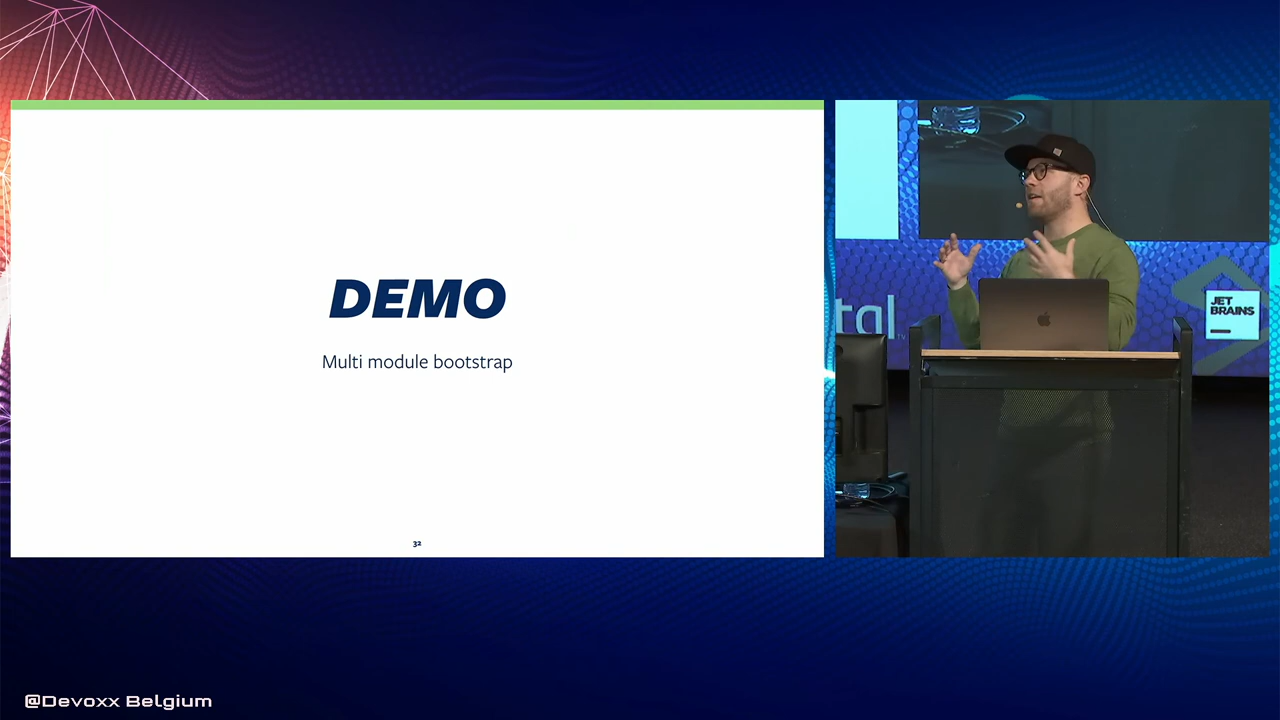 DEMO
Multi module bootstrap
32
tal
JET
BRAINS
@Devoxx Belgium